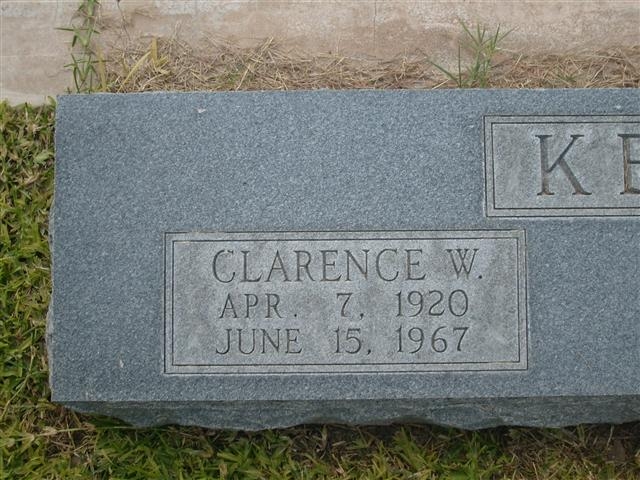 KE
CLARENCE W.
APR. 7, 1920
JUNE 15, 1967